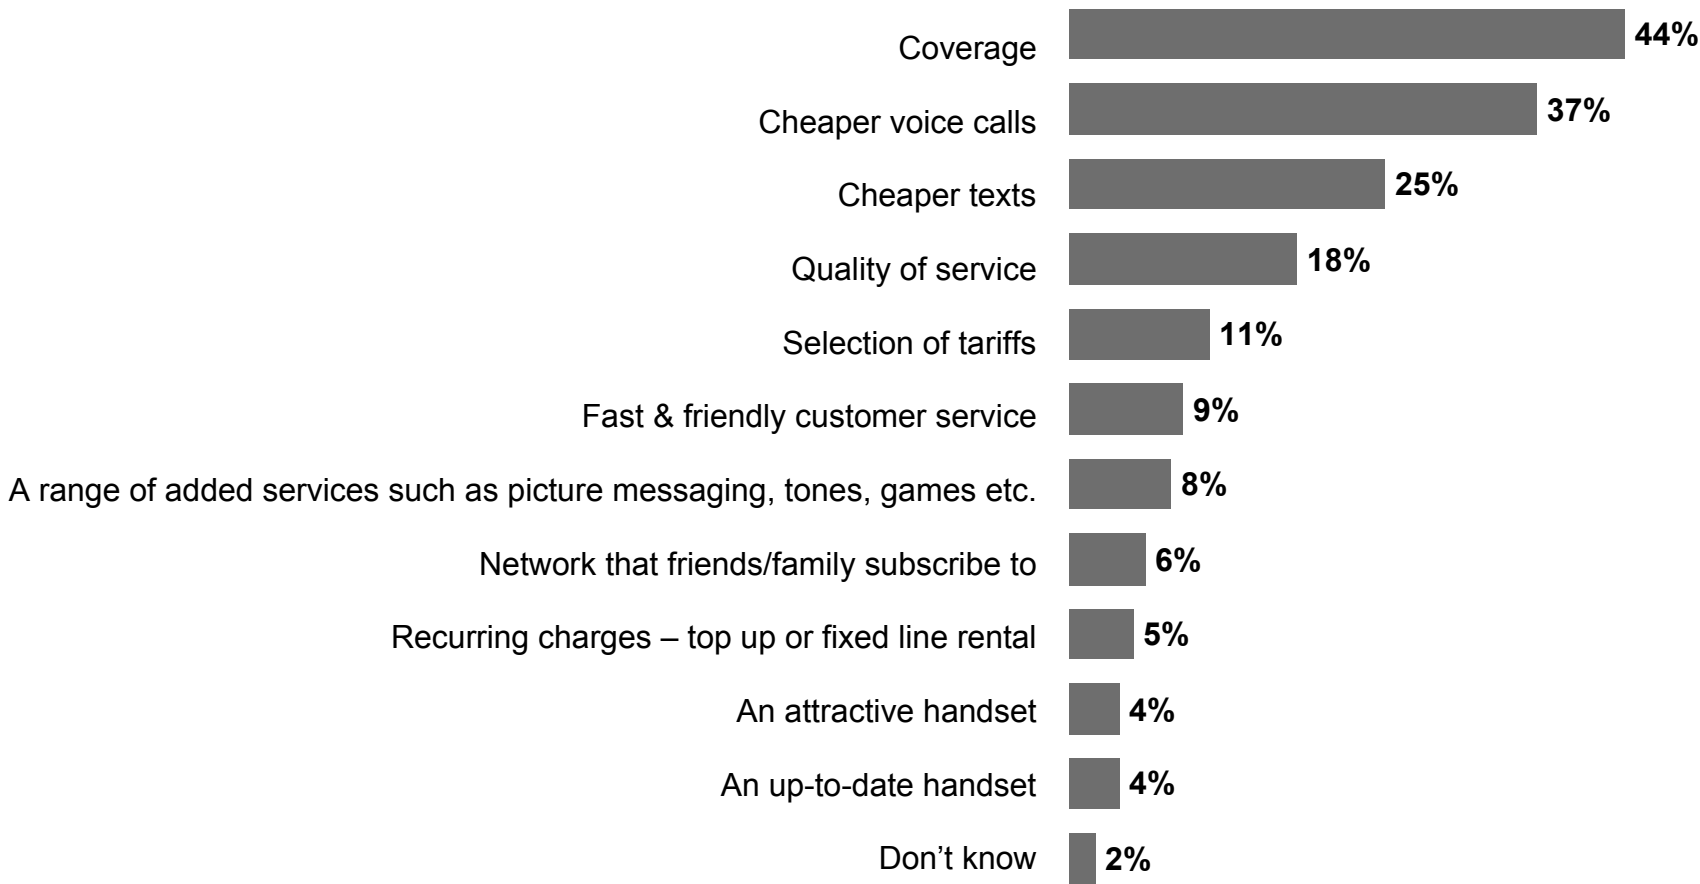 Coverage 44%
Cheaper voice calls 37%
Cheaper texts 25%
Quality of service 18%
Selection of tariffs 11%
Fast & friendly customer service 9%
A range of added services such as picture messaging, tones, games etc. 8%
Network that friends/family subscribe to 6%
Recurring charges – top up or fixed line rental 5%
An attractive handset 4%
An up-to-date handset 4%
Don’t know 2%